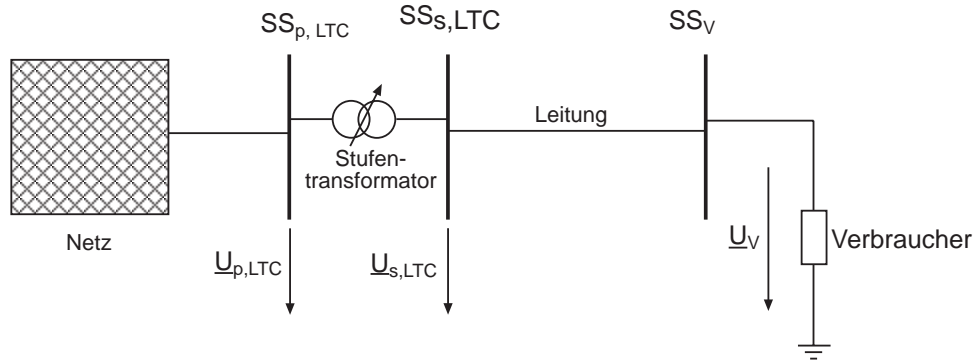 SSp, LTC
SSs,LTC
SSV
Leitung
Stufen-
transformator
Netz
Up,LTC
Us,LTC
UV
Verbraucher